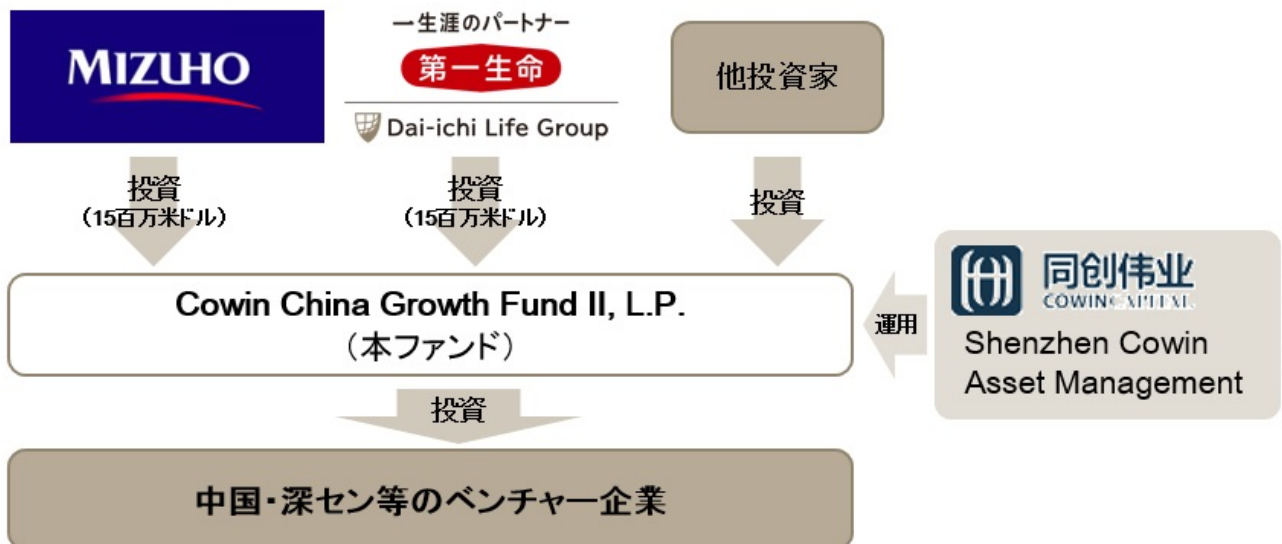 MIZUHO
一生涯のパートナー
第一生命
Dai-ichi Life Group
他投資家
投資
（15百万米ドル）
投資
（15百万米ドル）
投資
Cowin China Growth Fund II, L.P.
（本ファンド）
運用
同创伟业
COWIN CAPITAL
Shenzhen Cowin
Asset Management
投資
中国・深セン等のベンチャー企業